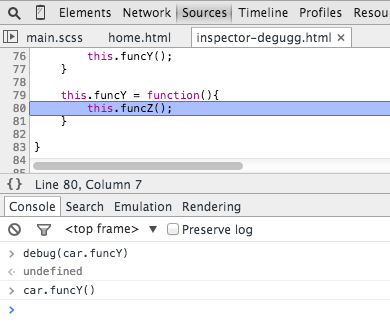 Elements Network Sources Timeline Profiles Resou
main.scss home.html inspector-degugg.html ×
76 this.funcY();
77 }
78
79 this.funcY = function(){
80 this.funcZ();
81 }
82
83 }
84
{} Line 80, Column 7
Console Search Emulation Rendering
<top frame> ▼ Preserve log
> debug(car.funcY)
< undefined
> car.funcY()
>